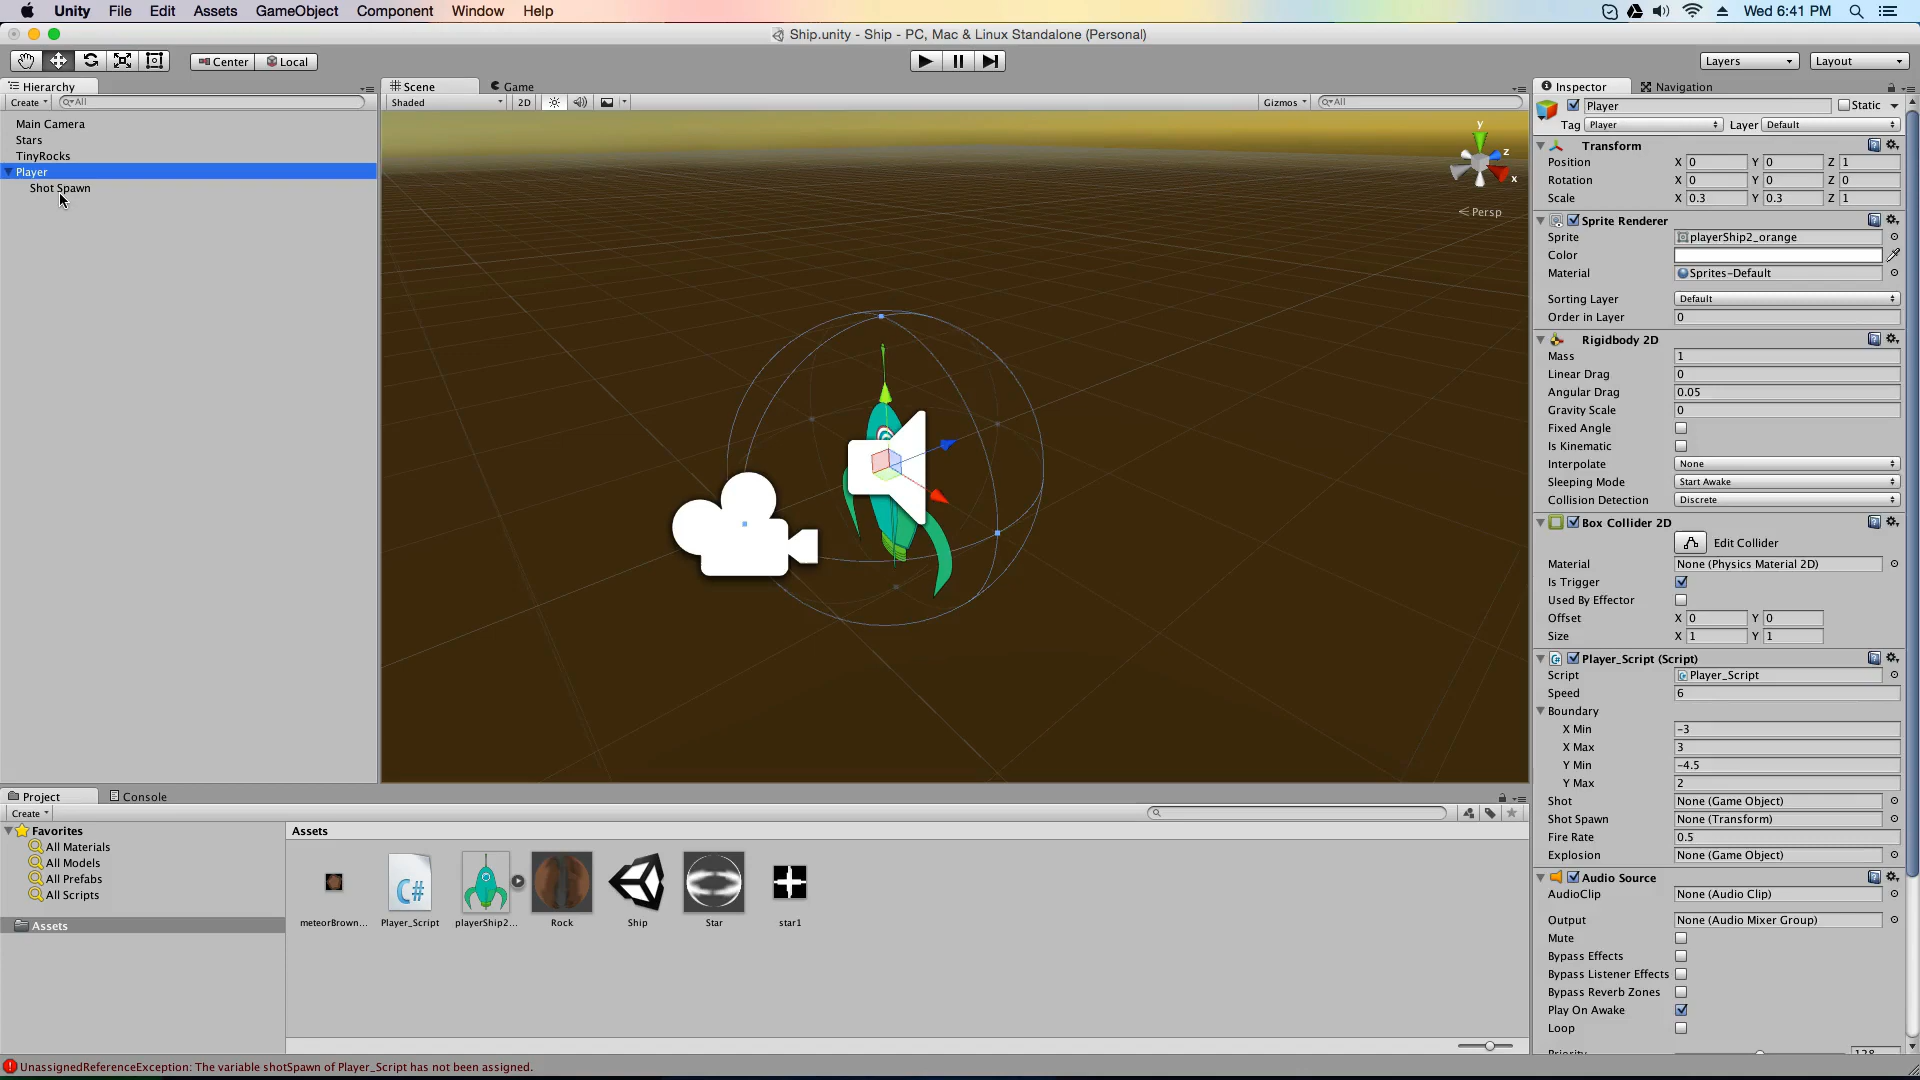 Unity File Edit Assets GameObject Component Window Help Wed 6:41 PM
Ship.unity - Ship - PC, Mac & Linux Standalone (Personal)
Center Local Layers Layout
Hierarchy
Create All
Main Camera
Stars
TinyRocks
Player
Shot Spawn
Scene Game
Shaded 2D Gizmos All
y
z
x
Persp
Inspector Navigation
Player Static
Tag Player Layer Default
Transform
Position X 0 Y 0 Z 1
Rotation X 0 Y 0 Z 0
Scale X 0.3 Y 0.3 Z 1
Sprite Renderer
Sprite playerShip2_orange
Color
Material Sprites-Default
Sorting Layer Default
Order in Layer 0
Rigidbody 2D
Mass 1
Linear Drag 0
Angular Drag 0.05
Gravity Scale 0
Fixed Angle
Is Kinematic
Interpolate None
Sleeping Mode Start Awake
Collision Detection Discrete
Box Collider 2D
Edit Collider
Material None (Physics Material 2D)
Is Trigger
Used By Effector
Offset X 0 Y 0
Size X 1 Y 1
Player_Script (Script)
Script Player_Script
Speed 6
Boundary
X Min -3
X Max 3
Y Min -4.5
Y Max 2
Shot None (Game Object)
Shot Spawn None (Transform)
Fire Rate 0.5
Explosion None (Game Object)
Audio Source
AudioClip None (Audio Clip)
Output None (Audio Mixer Group)
Mute
Bypass Effects
Bypass Listener Effects
Bypass Reverb Zones
Play On Awake
Loop
Priority 128
Project Console
Create
Favorites
All Materials
All Models
All Prefabs
All Scripts
Assets
Assets
C#
meteorBrown... Player_Script playerShip2... Rock Ship Star star1
UnassignedReferenceException: The variable shotSpawn of Player_Script has not been assigned.